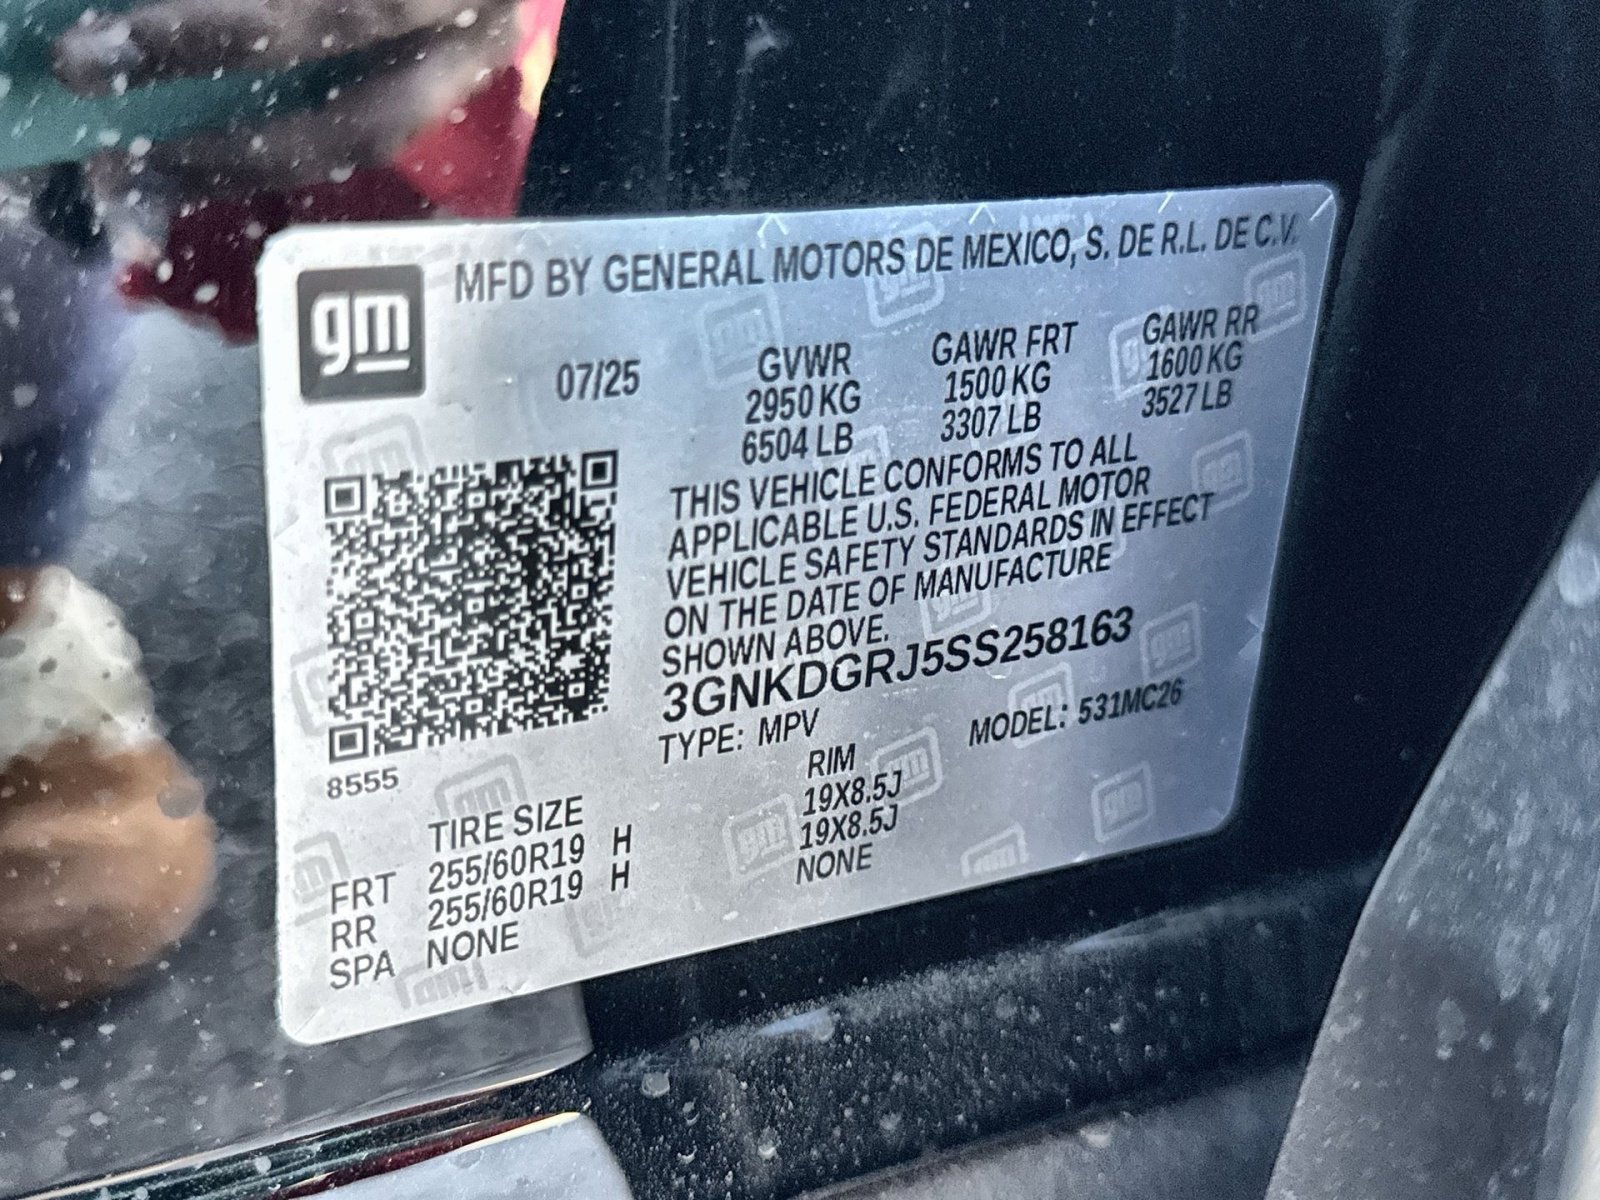 gm
MFD BY GENERAL MOTORS DE MEXICO, S. DE R.L. DE C.V.
07/25 GVWR GAWR FRT GAWR RR
2950 KG 1500 KG 1600 KG
6504 LB 3307 LB 3527 LB
THIS VEHICLE CONFORMS TO ALL
APPLICABLE U.S. FEDERAL MOTOR
VEHICLE SAFETY STANDARDS IN EFFECT
ON THE DATE OF MANUFACTURE
SHOWN ABOVE.
3GNKDGRJ5SS258163
TYPE: MPV MODEL: 531MC26
8555
TIRE SIZE RIM
FRT 255/60R19 H 19X8.5J
RR 255/60R19 H 19X8.5J
SPA NONE NONE